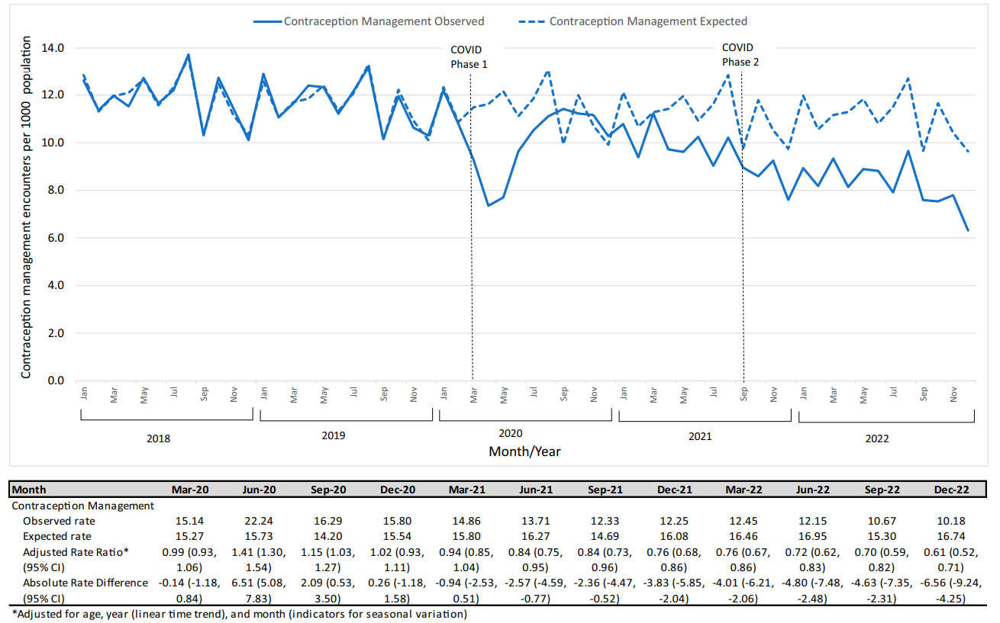 Contraception Management Observed Contraception Management Expected
Contraception management encounters per 1000 population
14.0
12.0
10.0
8.0
6.0
4.0
2.0
0.0
COVID
Phase 1
COVID
Phase 2
Jan Mar May Jul Sep Nov Jan Mar May Jul Sep Nov Jan Mar May Jul Sep Nov Jan Mar May Jul Sep Nov Jan Mar May Jul Sep Nov
2018 2019 2020 2021 2022
Month/Year
Month Mar-20 Jun-20 Sep-20 Dec-20 Mar-21 Jun-21 Sep-21 Dec-21 Mar-22 Jun-22 Sep-22 Dec-22
Contraception Management
Observed rate 15.14 22.24 16.29 15.80 14.86 13.71 12.33 12.25 12.45 12.15 10.67 10.18
Expected rate 15.27 15.73 14.20 15.54 15.80 16.27 14.69 16.08 16.46 16.95 15.30 16.74
Adjusted Rate Ratio* 0.99 (0.93, 1.41 (1.30, 1.15 (1.03, 1.02 (0.93, 0.94 (0.85, 0.84 (0.75, 0.84 (0.73, 0.76 (0.68, 0.76 (0.67, 0.72 (0.62, 0.70 (0.59, 0.61 (0.52,
(95% CI) 1.06) 1.54) 1.27) 1.11) 1.04) 0.95) 0.96) 0.86) 0.86) 0.83) 0.82) 0.71)
Absolute Rate Difference -0.14 (-1.18, 6.51 (5.08, 2.09 (0.53, 0.26 (-1.18, -0.94 (-2.53, -2.57 (-4.59, -2.36 (-4.47, -3.83 (-5.85, -4.01 (-6.21, -4.80 (-7.48, -4.63 (-7.35, -6.56 (-9.24,
(95% CI) 0.84) 7.83) 3.50) 1.58) 0.51) -0.77) -0.52) -2.04) -2.06) -2.48) -2.31) -4.25)
*Adjusted for age, year (linear time trend), and month (indicators for seasonal variation)